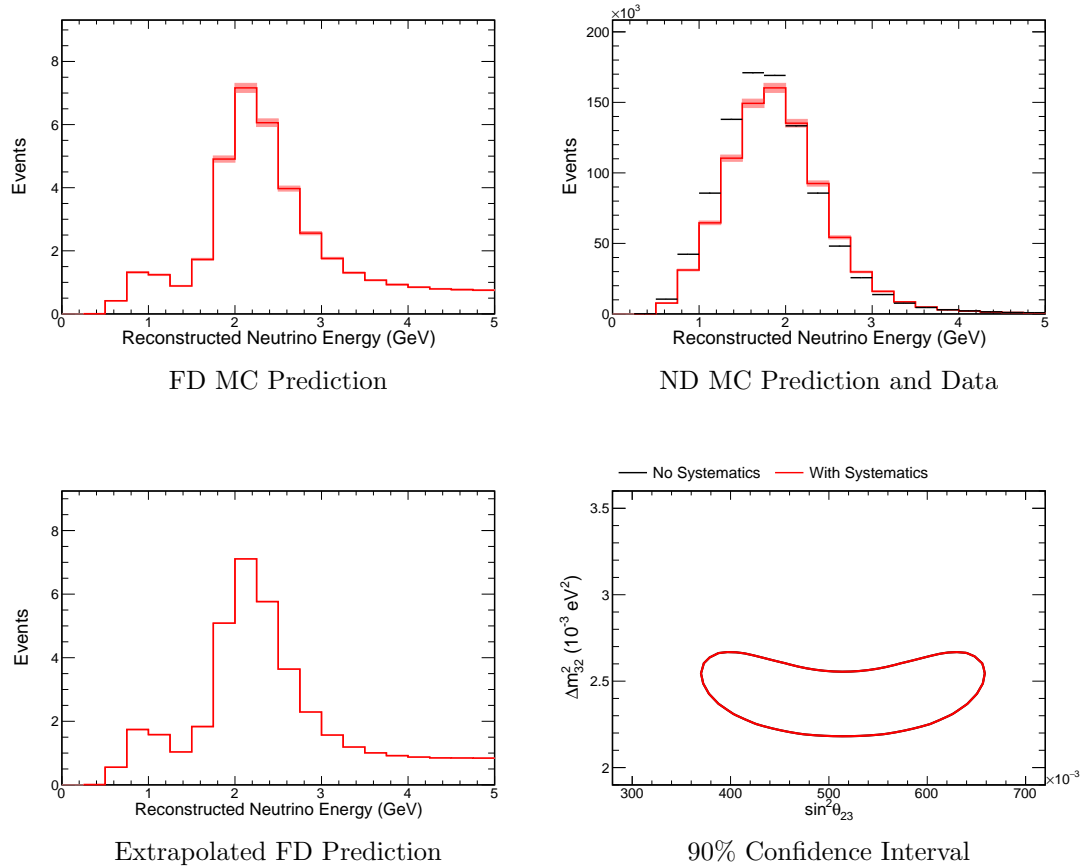 8
6
4
2
0
Events
0 1 2 3 4 5
Reconstructed Neutrino Energy (GeV)
FD MC Prediction
×10³
200
150
100
50
0
Events
0 1 2 3 4 5
Reconstructed Neutrino Energy (GeV)
ND MC Prediction and Data
8
6
4
2
0
Events
0 1 2 3 4 5
Reconstructed Neutrino Energy (GeV)
Extrapolated FD Prediction
No Systematics With Systematics
3.5
3
2.5
2
Δm²₃₂ (10⁻³ eV²)
300 400 500 600 700
×10⁻³
sin²θ₂₃
90% Confidence Interval